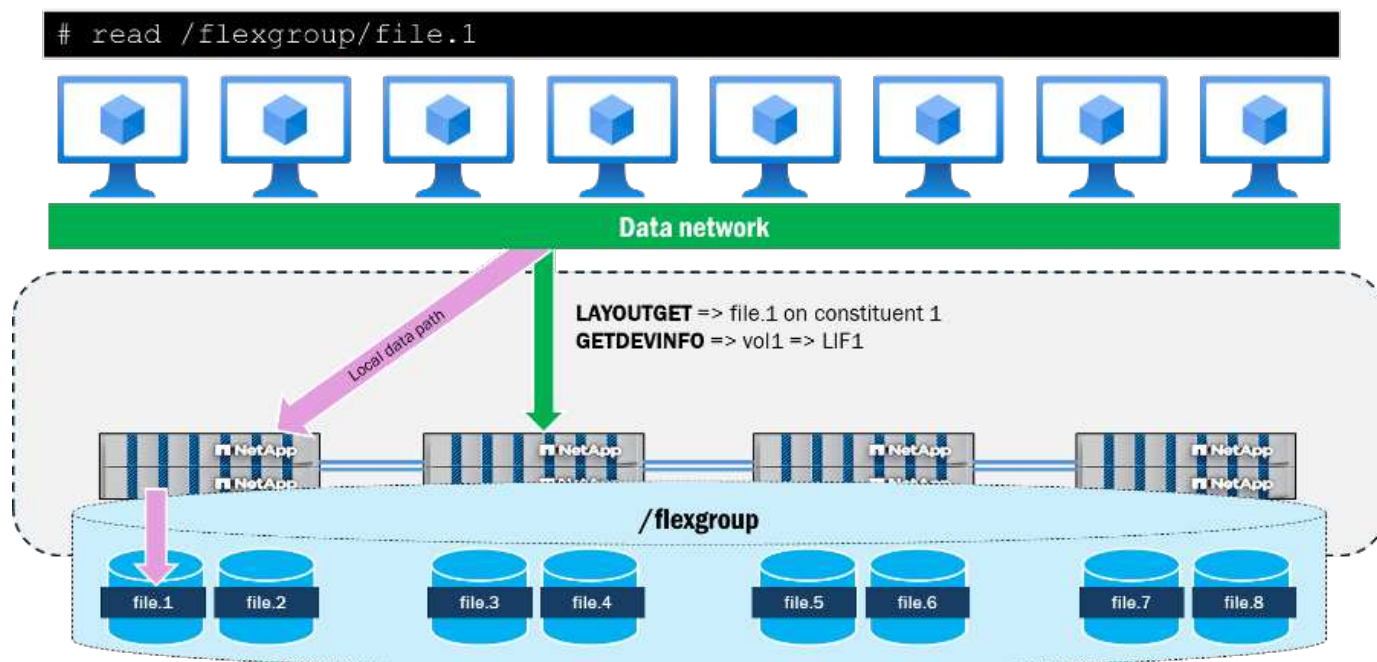 # read /flexgroup/file.1
Data network
LAYOUTGET => file.1 on constituent 1
GETDEVINFO => vol1 => LIF1
Local data path
NetApp
NetApp
NetApp
NetApp
NetApp
NetApp
NetApp
NetApp
/flexgroup
file.1
file.2
file.3
file.4
file.5
file.6
file.7
file.8